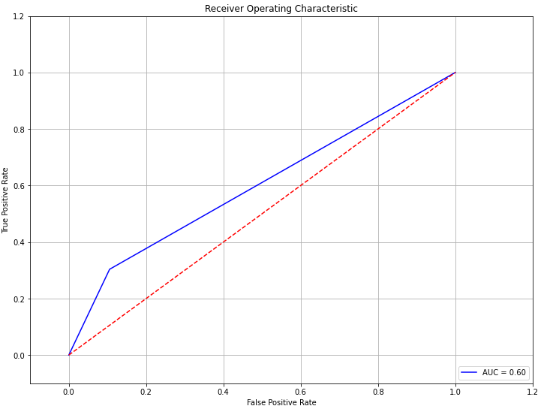 Receiver Operating Characteristic
1.2
1.0
0.8
0.6
0.4
0.2
0.0
True Positive Rate
AUC = 0.60
0.0 0.2 0.4 0.6 0.8 1.0 1.2
False Positive Rate